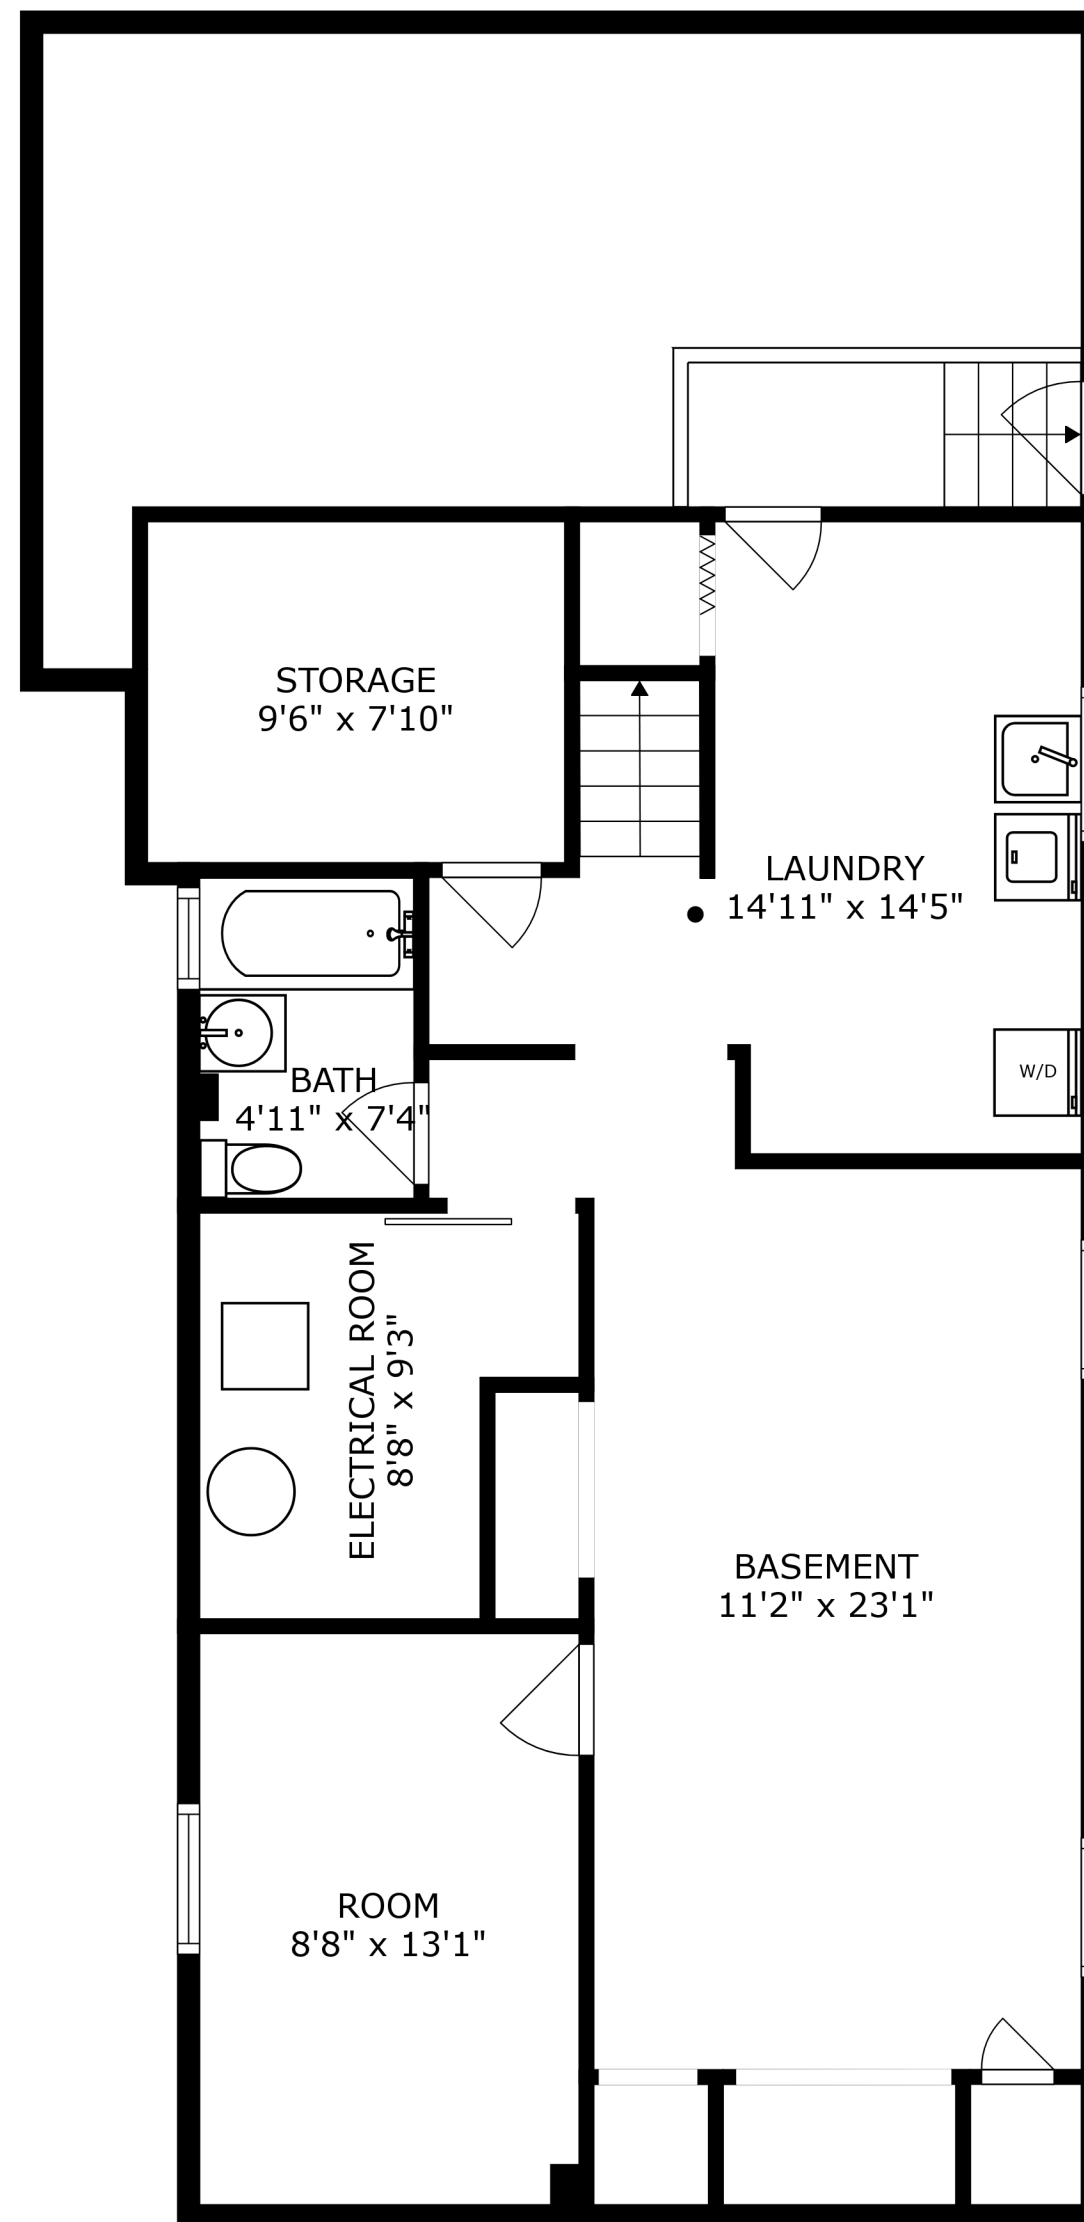 STORAGE
9'6" x 7'10"
LAUNDRY
14'11" x 14'5"
W/D
BATH
4'11" x 7'4"
ELECTRICAL ROOM
8'8" x 9'3"
BASEMENT
11'2" x 23'1"
ROOM
8'8" x 13'1"